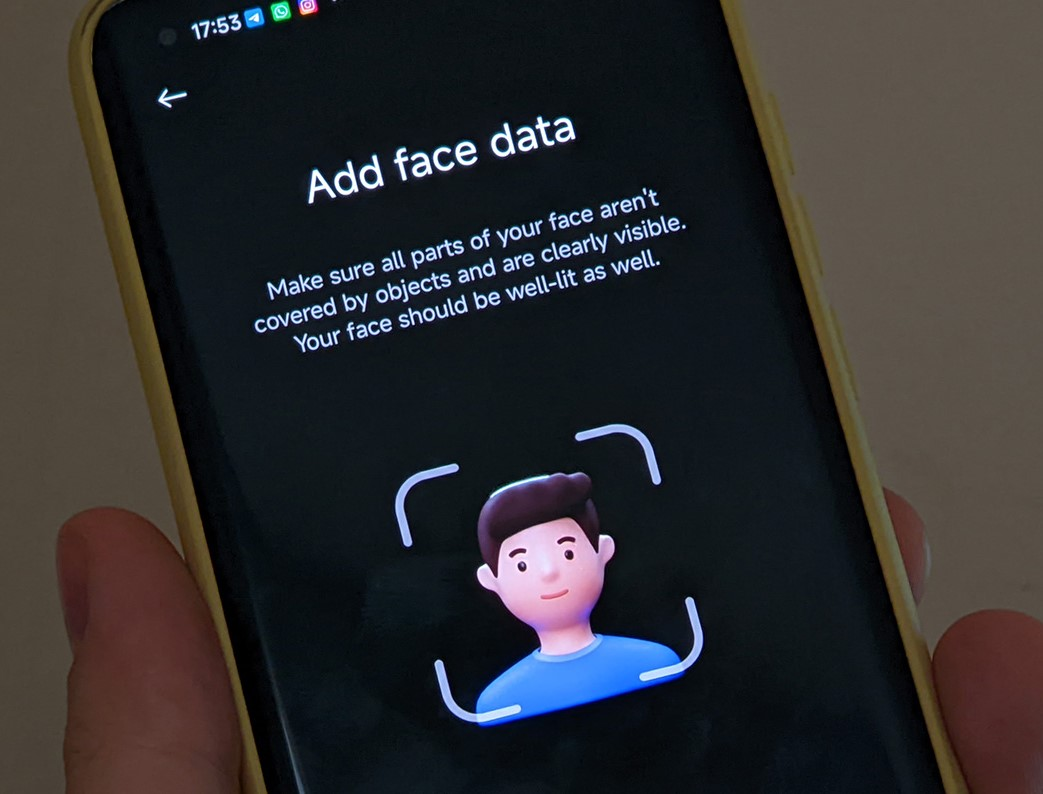 17:53
Add face data
Make sure all parts of your face aren't
covered by objects and are clearly visible.
Your face should be well-lit as well.